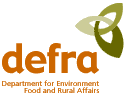 defra
Department for Environment
Food and Rural Affairs